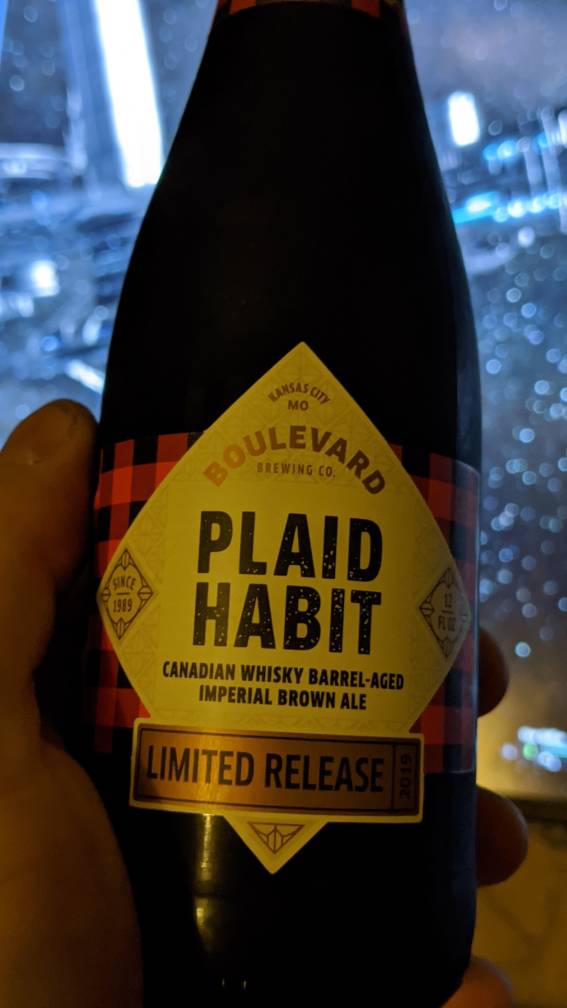 KANSAS CITY
MO
BOULEVARD
BREWING CO.
PLAID
HABIT
SINCE
1989
12
FL OZ
CANADIAN WHISKY BARREL-AGED
IMPERIAL BROWN ALE
LIMITED RELEASE
2019